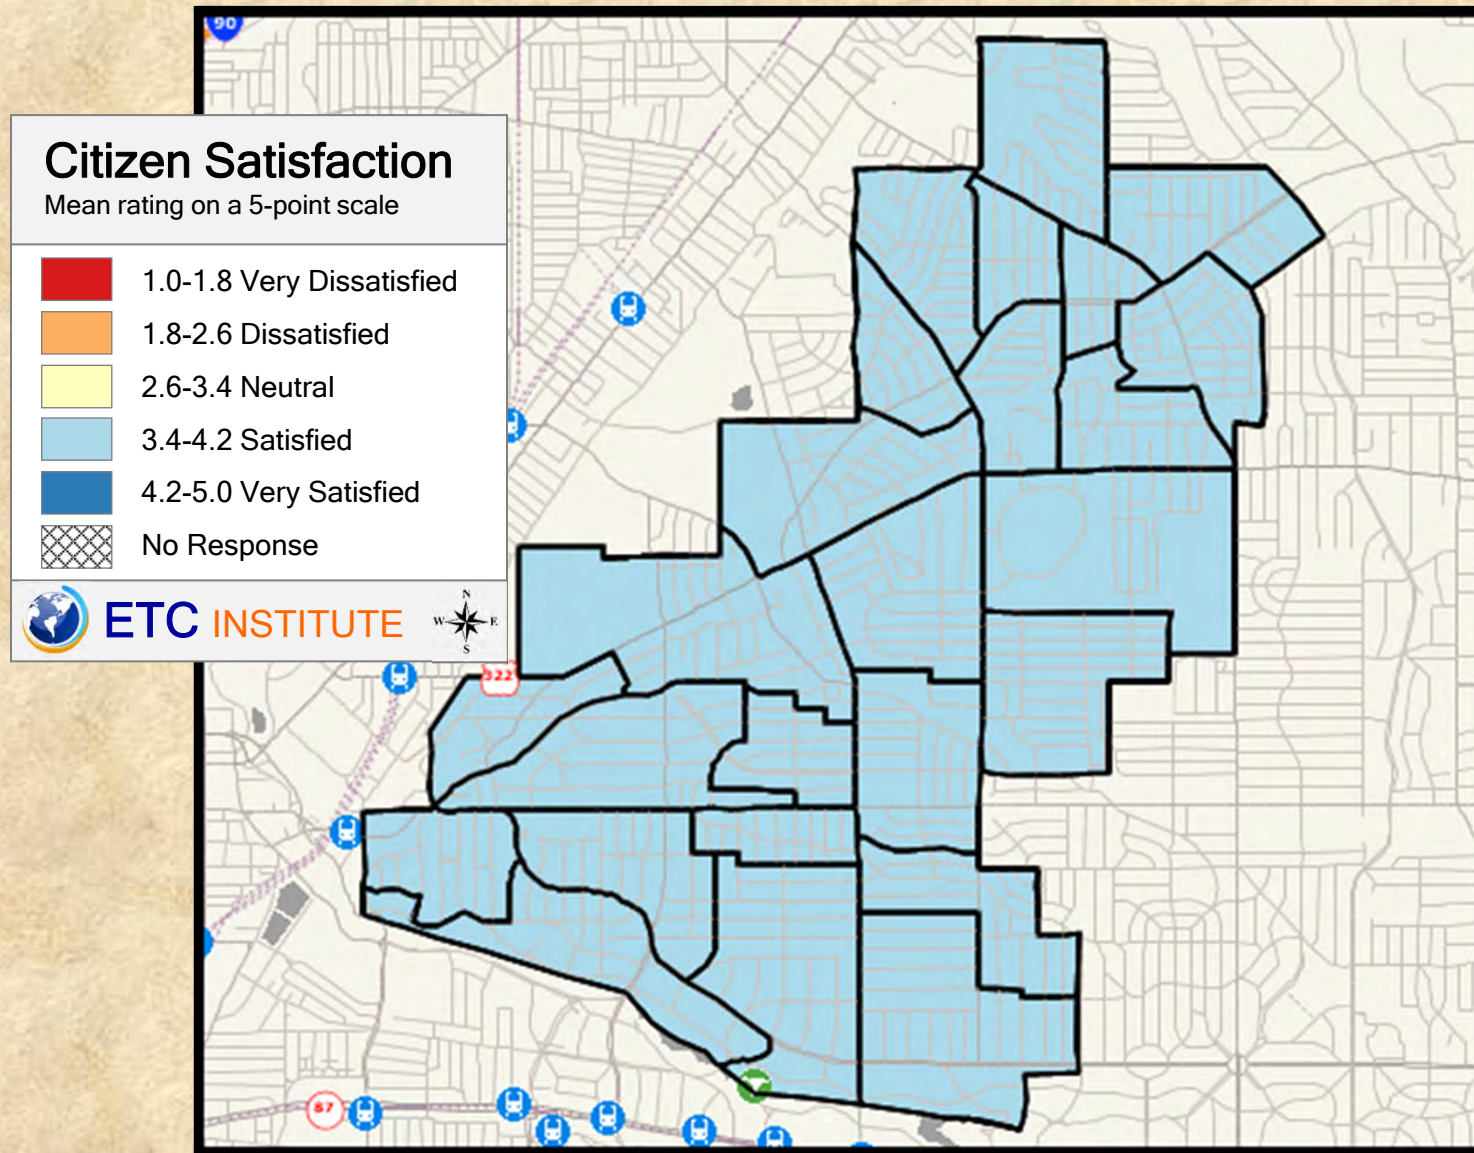 90
Citizen Satisfaction
Mean rating on a 5-point scale
1.0-1.8 Very Dissatisfied
1.8-2.6 Dissatisfied
2.6-3.4 Neutral
3.4-4.2 Satisfied
4.2-5.0 Very Satisfied
No Response
ETC INSTITUTE
N
W E
S
322
87